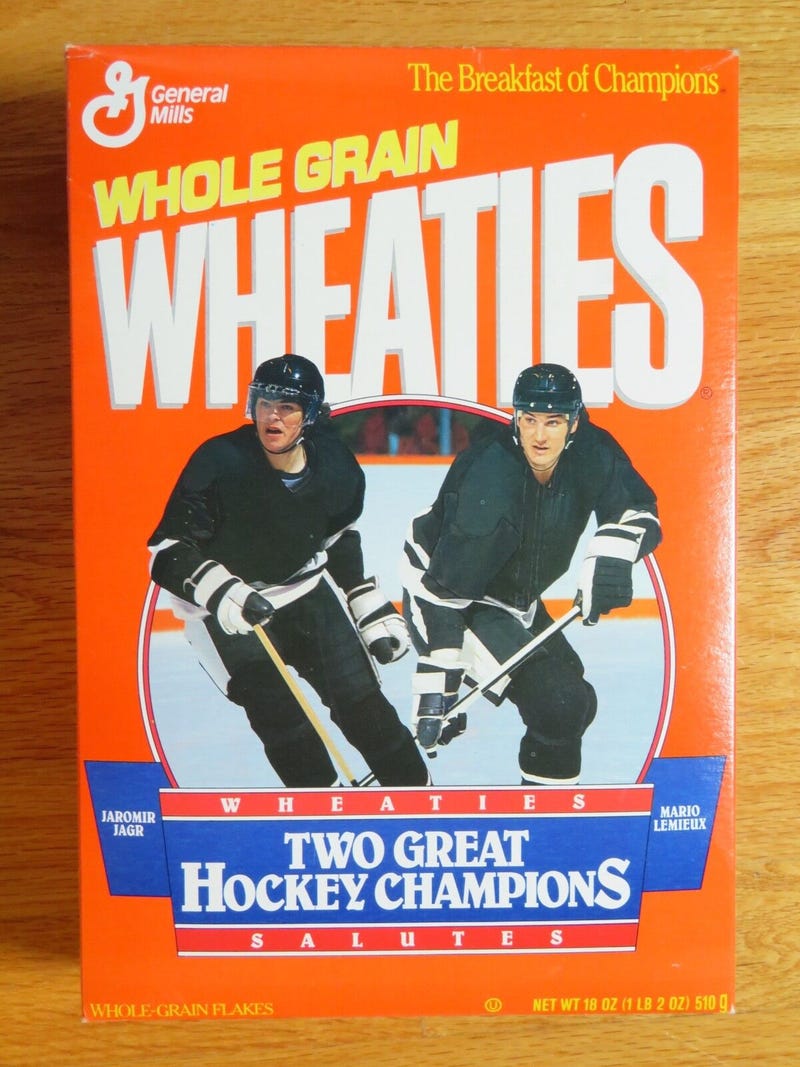 General
Mills
The Breakfast of Champions
WHOLE GRAIN
WHEATIES
®
JAROMIR
JAGR
MARIO
LEMIEUX
WHEATIES
TWO GREAT
HOCKEY CHAMPIONS
SALUTES
WHOLE-GRAIN FLAKES
U
NET WT 18 OZ (1 LB 2 OZ) 510 g